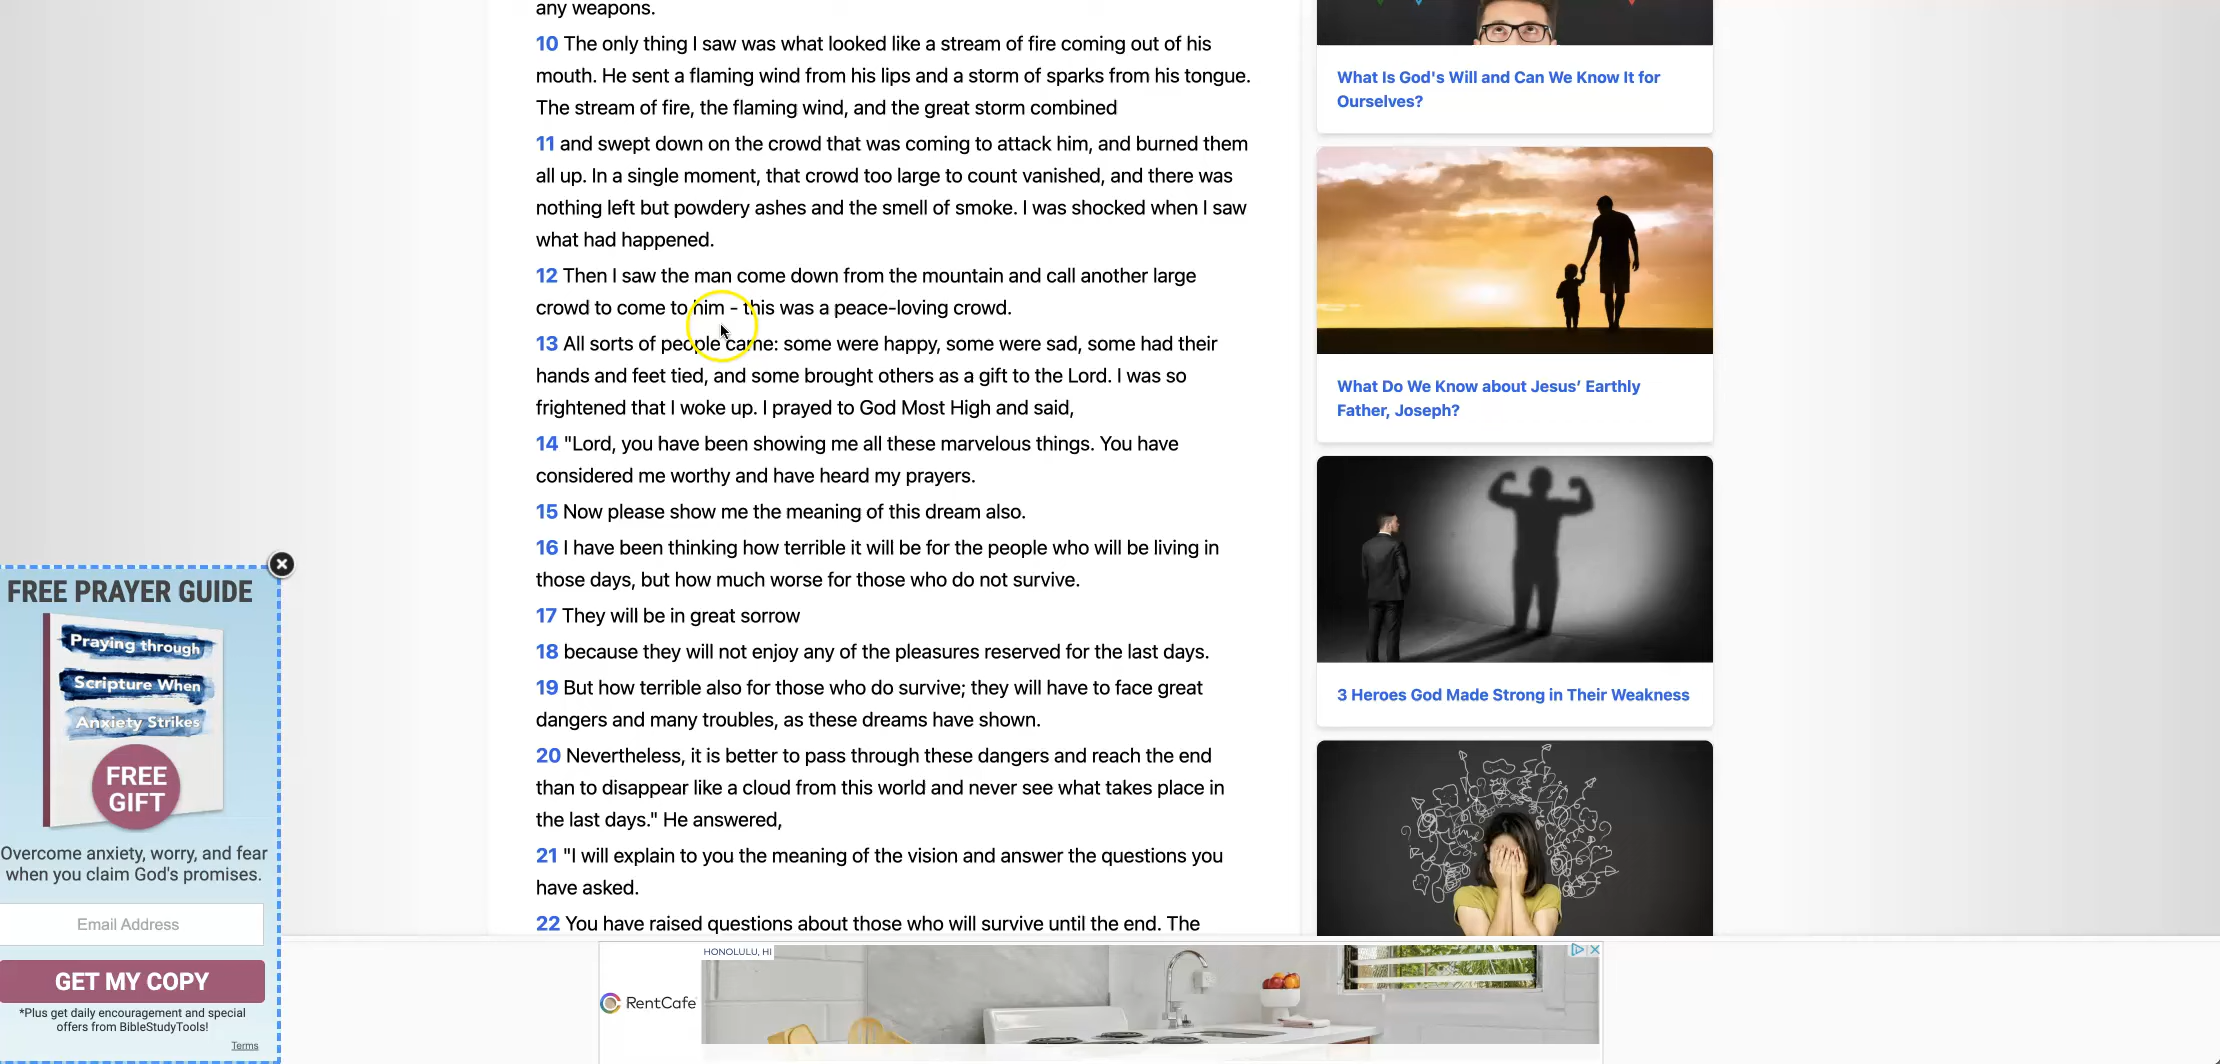 any weapons.
10 The only thing I saw was what looked like a stream of fire coming out of his
mouth. He sent a flaming wind from his lips and a storm of sparks from his tongue.
The stream of fire, the flaming wind, and the great storm combined
11 and swept down on the crowd that was coming to attack him, and burned them
all up. In a single moment, that crowd too large to count vanished, and there was
nothing left but powdery ashes and the smell of smoke. I was shocked when I saw
what had happened.
12 Then I saw the man come down from the mountain and call another large
crowd to come to him - this was a peace-loving crowd.
13 All sorts of people came: some were happy, some were sad, some had their
hands and feet tied, and some brought others as a gift to the Lord. I was so
frightened that I woke up. I prayed to God Most High and said,
14 "Lord, you have been showing me all these marvelous things. You have
considered me worthy and have heard my prayers.
15 Now please show me the meaning of this dream also.
16 I have been thinking how terrible it will be for the people who will be living in
those days, but how much worse for those who do not survive.
17 They will be in great sorrow
18 because they will not enjoy any of the pleasures reserved for the last days.
19 But how terrible also for those who do survive; they will have to face great
dangers and many troubles, as these dreams have shown.
20 Nevertheless, it is better to pass through these dangers and reach the end
than to disappear like a cloud from this world and never see what takes place in
the last days." He answered,
21 "I will explain to you the meaning of the vision and answer the questions you
have asked.
22 You have raised questions about those who will survive until the end. The
What Is God's Will and Can We Know It for
Ourselves?
What Do We Know about Jesus’ Earthly
Father, Joseph?
3 Heroes God Made Strong in Their Weakness
FREE PRAYER GUIDE
Praying through
Scripture When
Anxiety Strikes
FREE
GIFT
Overcome anxiety, worry, and fear
when you claim God's promises.
Email Address
GET MY COPY
*Plus get daily encouragement and special
offers from BibleStudyTools!
Terms
HONOLULU, HI
RentCafe